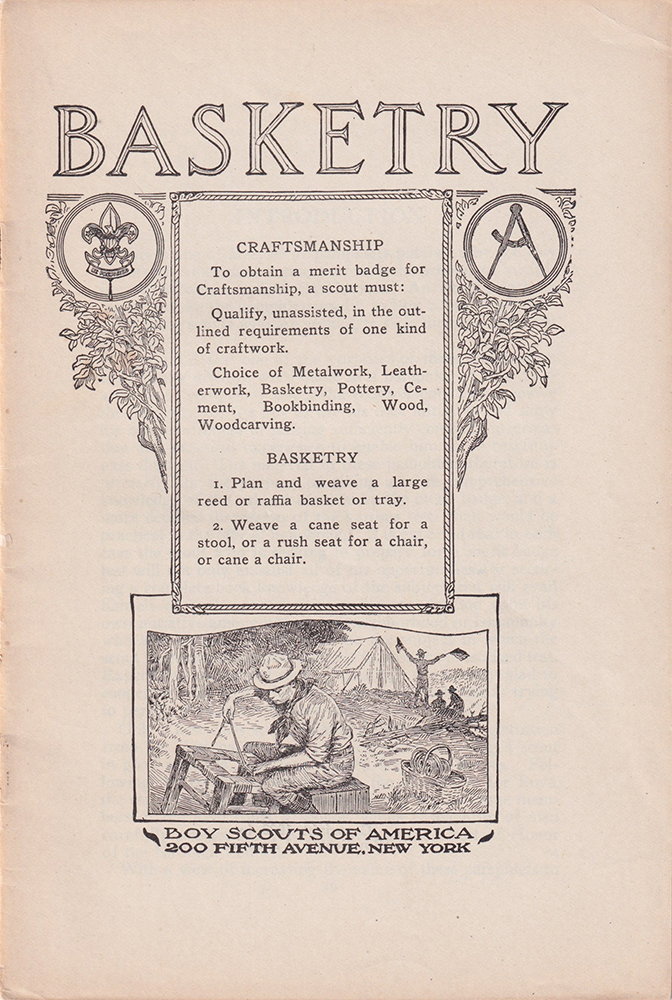 BASKETRY
BE PREPARED
CRAFTSMANSHIP
To obtain a merit badge for
Craftsmanship, a scout must:
Qualify, unassisted, in the out-
lined requirements of one kind
of craftwork.
Choice of Metalwork, Leath-
erwork, Basketry, Pottery, Ce-
ment, Bookbinding, Wood,
Woodcarving.
BASKETRY
1. Plan and weave a large
reed or raffia basket or tray.
2. Weave a cane seat for a
stool, or a rush seat for a chair,
or cane a chair.
BOY SCOUTS OF AMERICA
200 FIFTH AVENUE, NEW YORK